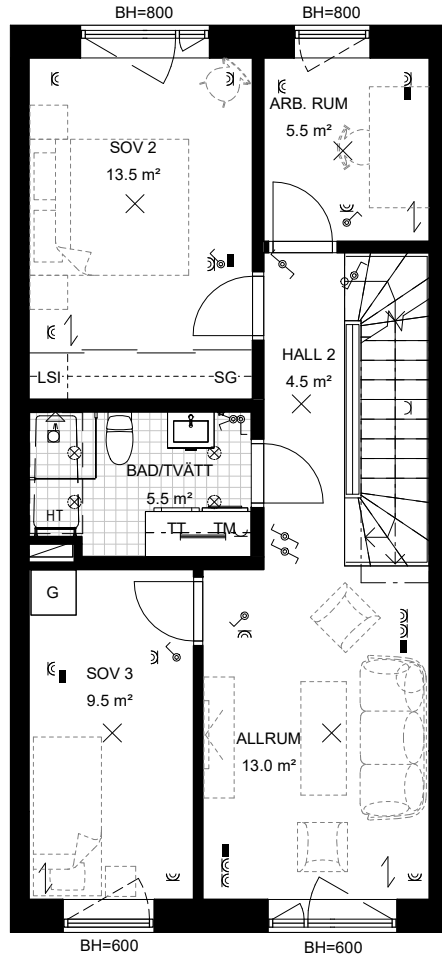 BH=800
BH=800
ARB. RUM
5.5 m²
SOV 2
13.5 m²
HALL 2
4.5 m²
LSI
SG
BAD/TVÄTT
5.5 m²
HT
TT
TM
G
SOV 3
9.5 m²
ALLRUM
13.0 m²
BH=600
BH=600